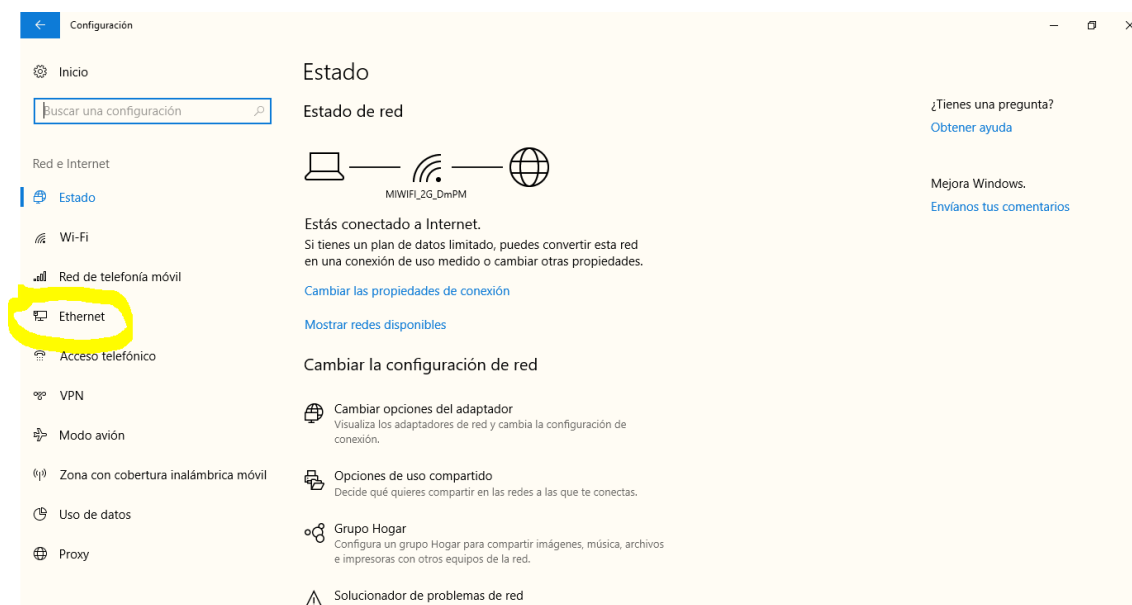 Configuración
Inicio
Buscar una configuración
Red e Internet
Estado
Wi-Fi
Red de telefonía móvil
Ethernet
Acceso telefónico
VPN
Modo avión
Zona con cobertura inalámbrica móvil
Uso de datos
Proxy
Estado
Estado de red
MIWIFI_2G_DmPM
Estás conectado a Internet.
Si tienes un plan de datos limitado, puedes convertir esta red
en una conexión de uso medido o cambiar otras propiedades.
Cambiar las propiedades de conexión
Mostrar redes disponibles
Cambiar la configuración de red
Cambiar opciones del adaptador
Visualiza los adaptadores de red y cambia la configuración de
conexión.
Opciones de uso compartido
Decide qué quieres compartir en las redes a las que te conectas.
Grupo Hogar
Configura un grupo Hogar para compartir imágenes, música, archivos
e impresoras con otros equipos de la red.
Solucionador de problemas de red
¿Tienes una pregunta?
Obtener ayuda
Mejora Windows.
Envíanos tus comentarios